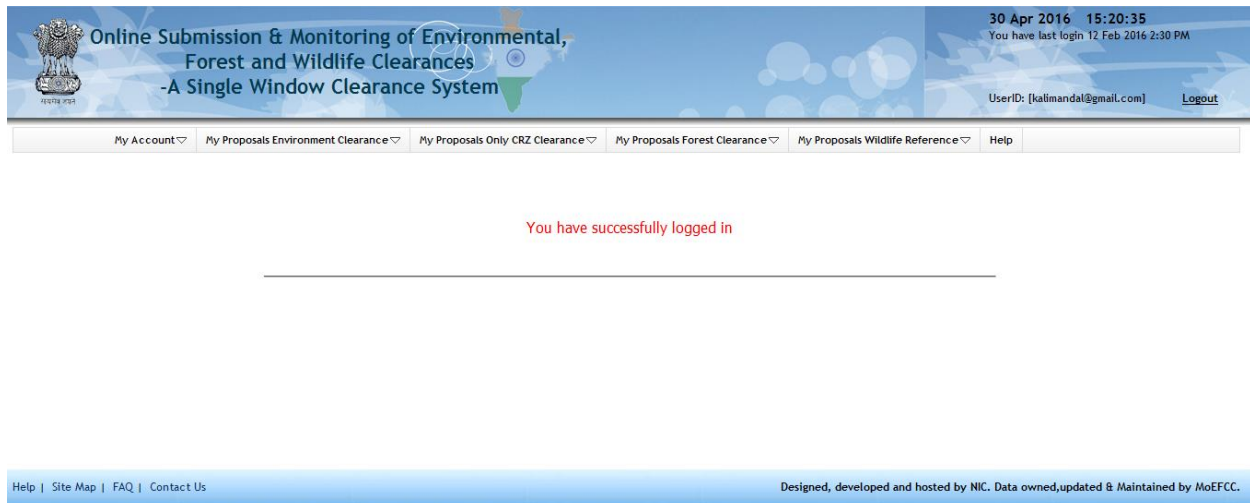 Online Submission & Monitoring of Environmental,
Forest and Wildlife Clearances
-A Single Window Clearance System
सत्यमेव जयते
30 Apr 2016 15:20:35
You have last login 12 Feb 2016 2:30 PM
UserID: [kalimandal@gmail.com] Logout
My Account My Proposals Environment Clearance My Proposals Only CRZ Clearance My Proposals Forest Clearance My Proposals Wildlife Reference Help
You have successfully logged in
Help | Site Map | FAQ | Contact Us
Designed, developed and hosted by NIC. Data owned,updated & Maintained by MoEFCC.